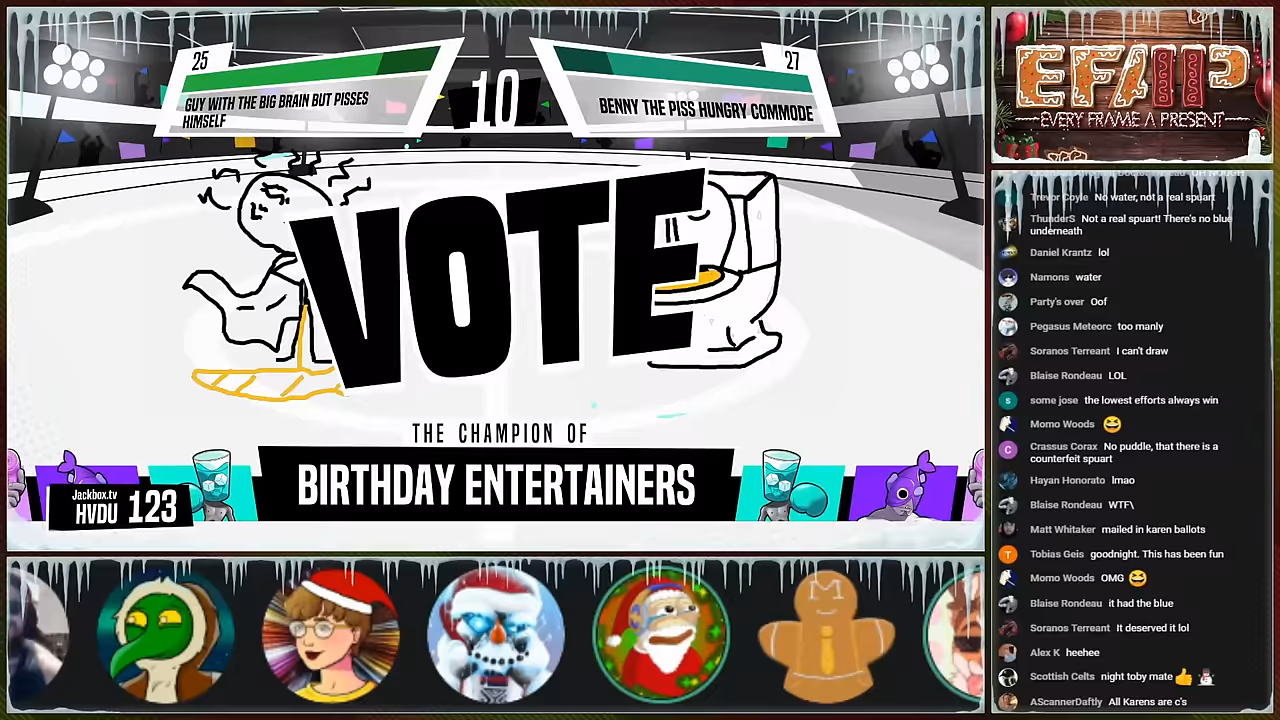 25
GUY WITH THE BIG BRAIN BUT PISSES
HIMSELF
10
27
BENNY THE PISS HUNGRY COMMODE
VOTE
THE CHAMPION OF
BIRTHDAY ENTERTAINERS
Jackbox.tv
HVDU 123
M
EFAP
EVERY FRAME A PRESENT
Trevor Coyle No water, not a real spuart
ThunderS Not a real spuart! There's no blue
underneath
Daniel Krantz lol
Namons water
Party's over Oof
Pegasus Meteorc too manly
Soranos Terreant I can't draw
Blaise Rondeau LOL
S some jose the lowest efforts always win
Momo Woods 😆
C Crassus Corax No puddle, that there is a
counterfeit spuart
Hayan Honorato lmao
Blaise Rondeau WTF\
Matt Whitaker mailed in karen ballots
T Tobias Geis goodnight. This has been fun
Momo Woods OMG 😆
Blaise Rondeau it had the blue
Soranos Terreant It deserved it lol
Alex K heehee
Scottish Celts night toby mate 👍 ⛄
AScannerDaftly All Karens are c's